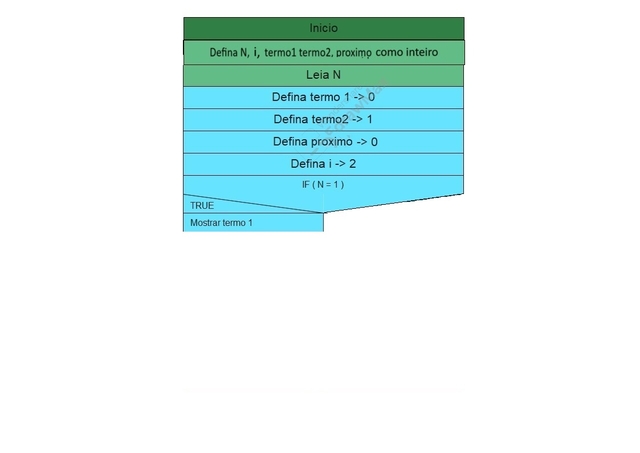 Inicio
Defina N, i, termo1 termo2, proximo como inteiro
Leia N
Defina termo 1 -> 0
Defina termo2 -> 1
Defina proximo -> 0
Defina i -> 2
IF ( N = 1 )
TRUE
Mostrar termo 1